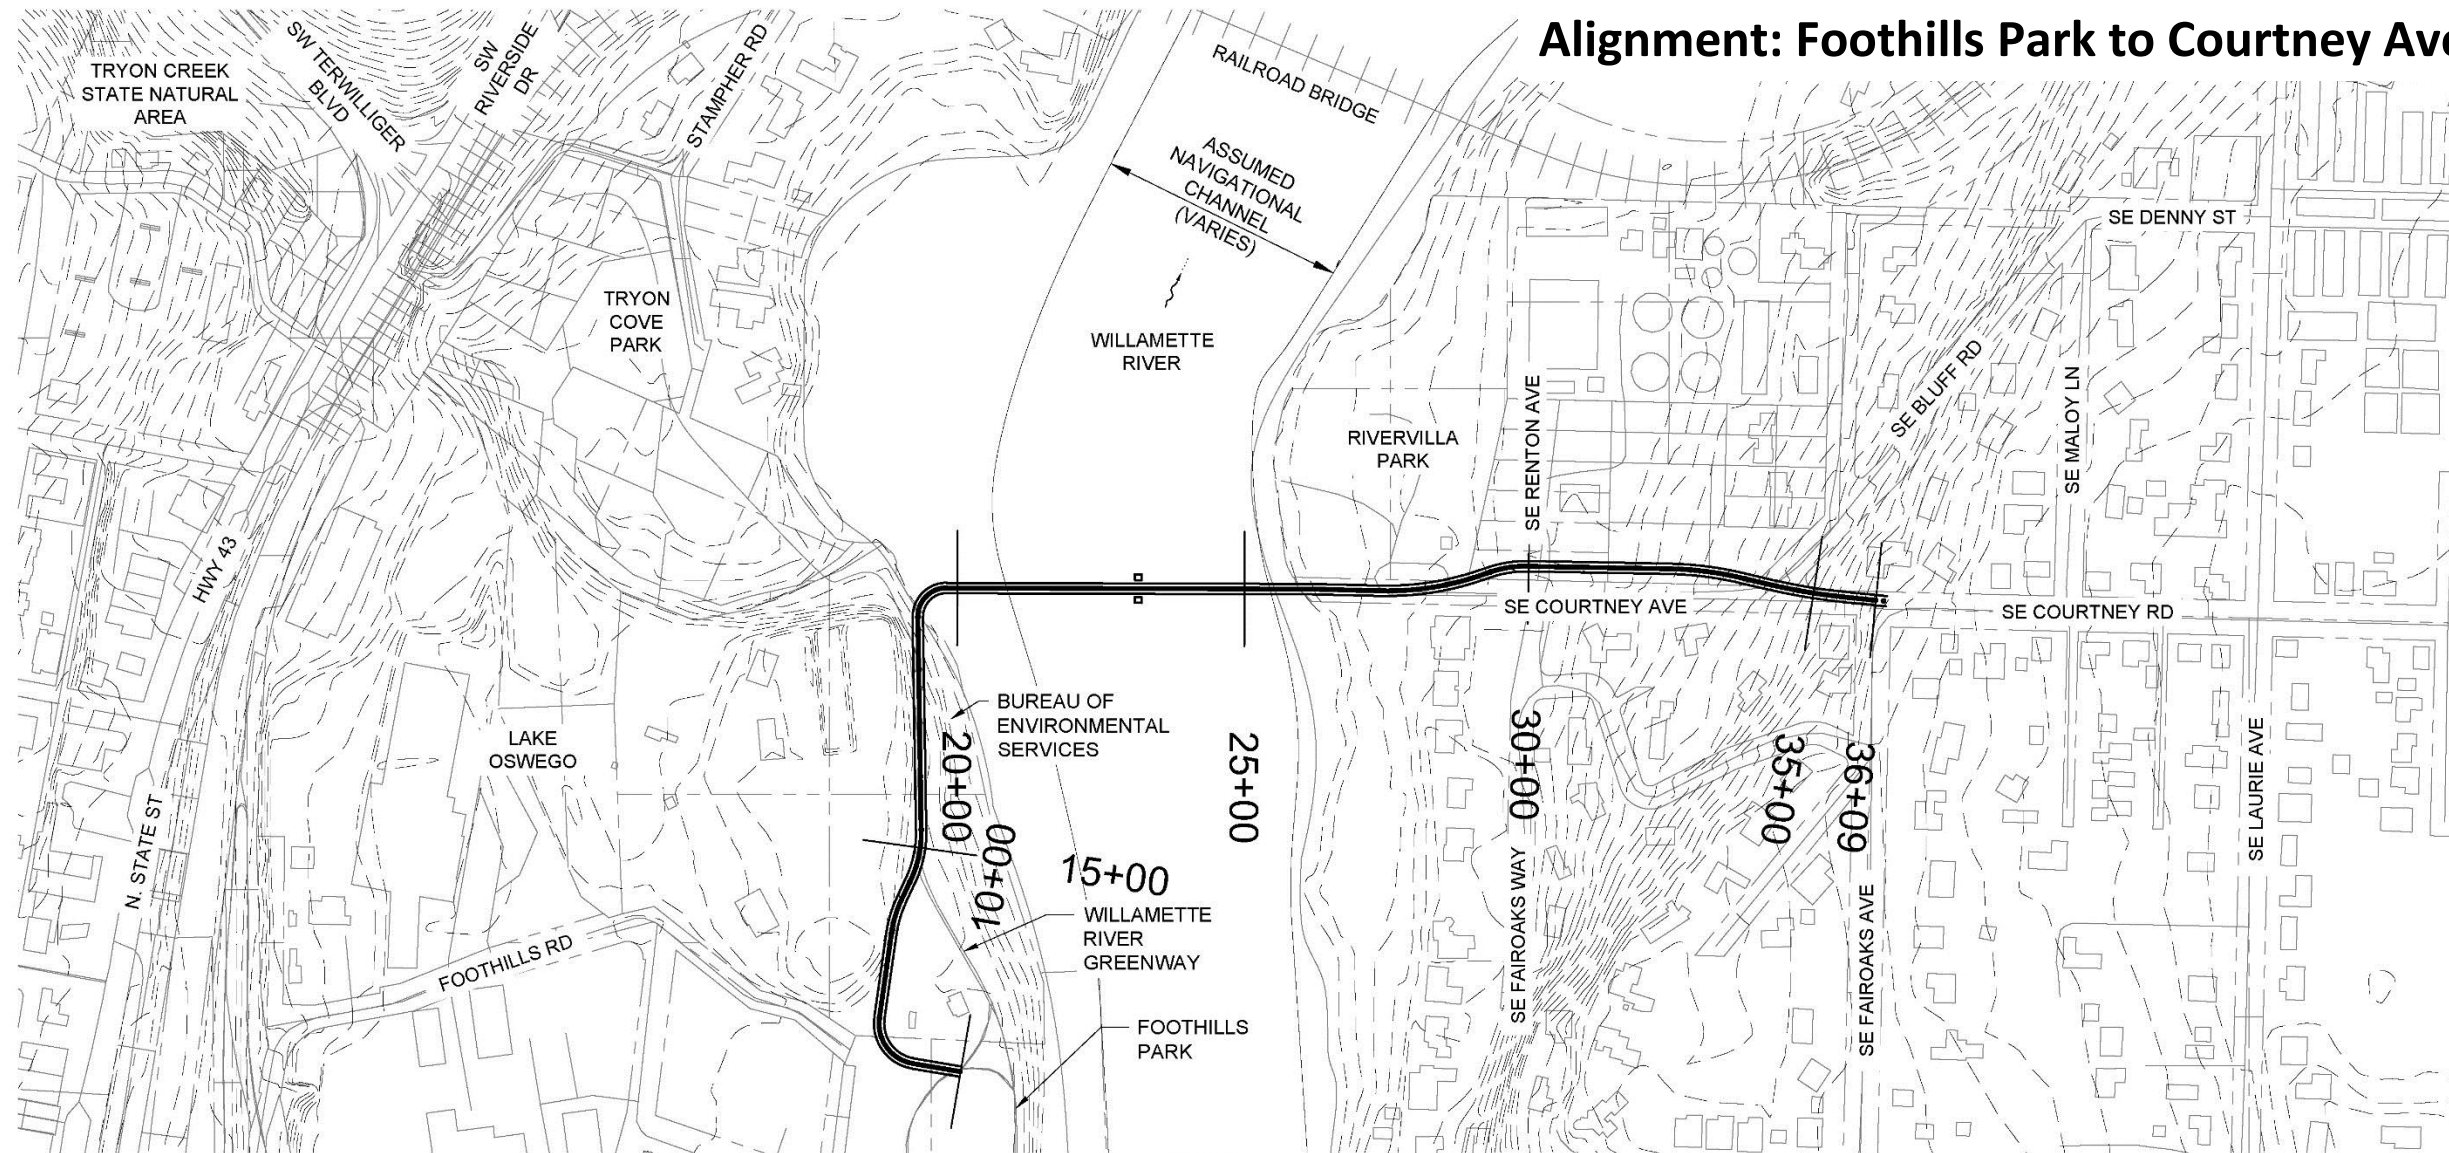 Alignment: Foothills Park to Courtney Ave
TRYON CREEK
STATE NATURAL
AREA
SW TERWILLIGER
BLVD
SW
RIVERSIDE
DR
STAMPHER RD
RAILROAD BRIDGE
ASSUMED
NAVIGATIONAL
CHANNEL
(VARIES)
WILLAMETTE
RIVER
TRYON
COVE
PARK
SE DENNY ST
SE BLUFF RD
SE MALOY LN
SE RENTON AVE
RIVERVILLA
PARK
HWY 43
SE COURTNEY AVE
SE COURTNEY RD
BUREAU OF
ENVIRONMENTAL
SERVICES
LAKE
OSWEGO
20+00
25+00
30+00
35+00
36+09
SE LAURIE AVE
N. STATE ST
10+00
15+00
WILLAMETTE
RIVER
GREENWAY
SE FAIROAKS WAY
SE FAIROAKS AVE
FOOTHILLS RD
FOOTHILLS
PARK